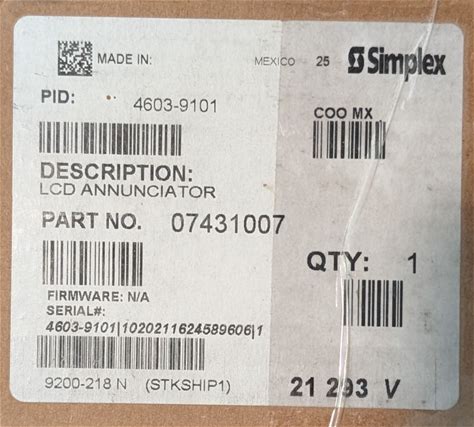 MADE IN: MEXICO 25 Simplex
PID: 4603-9101
COO MX
DESCRIPTION:
LCD ANNUNCIATOR
PART NO. 07431007
QTY: 1
FIRMWARE: N/A
SERIAL#:
4603-9101|1020211624589606|1
9200-218 N (STKSHIP1)
21 293 V